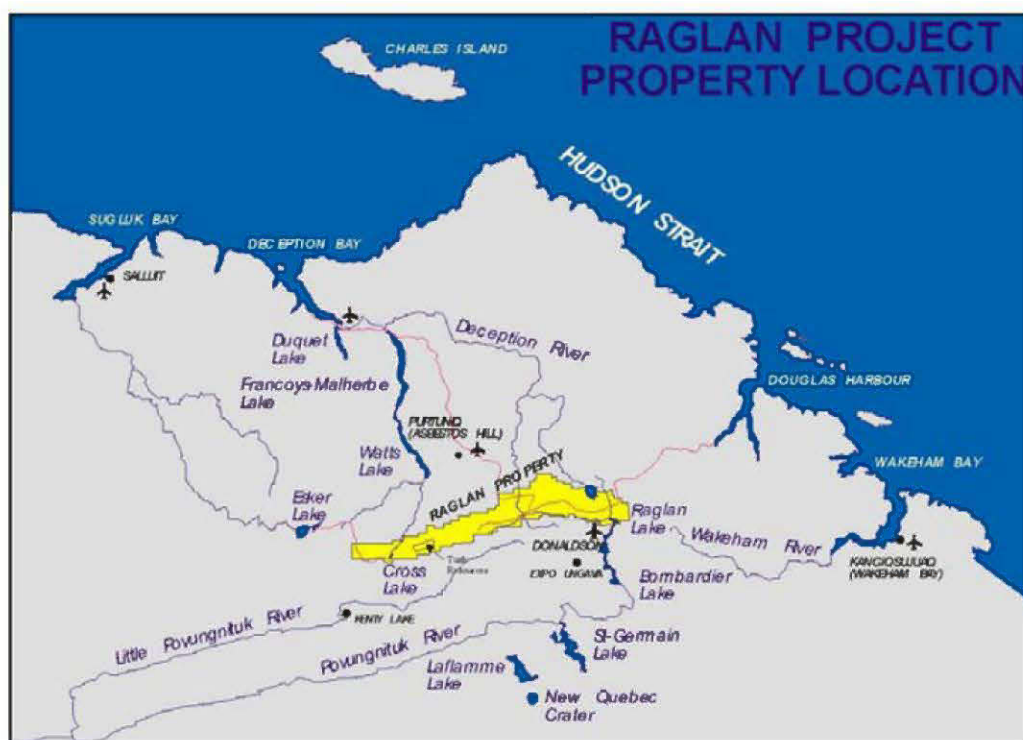 RAGLAN PROJECT
PROPERTY LOCATION
CHARLES ISLAND
HUDSON STRAIT
SUGLUK BAY
DECEPTION BAY
SALLUIT
Duquet
Lake
Deception River
Francoys-Malherbe
Lake
DOUGLAS HARBOUR
PURTUNIQ
(ASBESTOS HILL)
Watts
Lake
WAKEHAM BAY
RAGLAN PROPERTY
Esker
Lake
Raglan
Lake
Wakeham River
DONALDSON
KANGIQSUJUAQ
(WAKEHAM BAY)
Cross
Lake
EXPO UNGAVA
Bombardier
Lake
KENTY LAKE
Little Povungnituk River
Povungnituk River
St-Germain
Lake
Laflamme
Lake
New Quebec
Crater